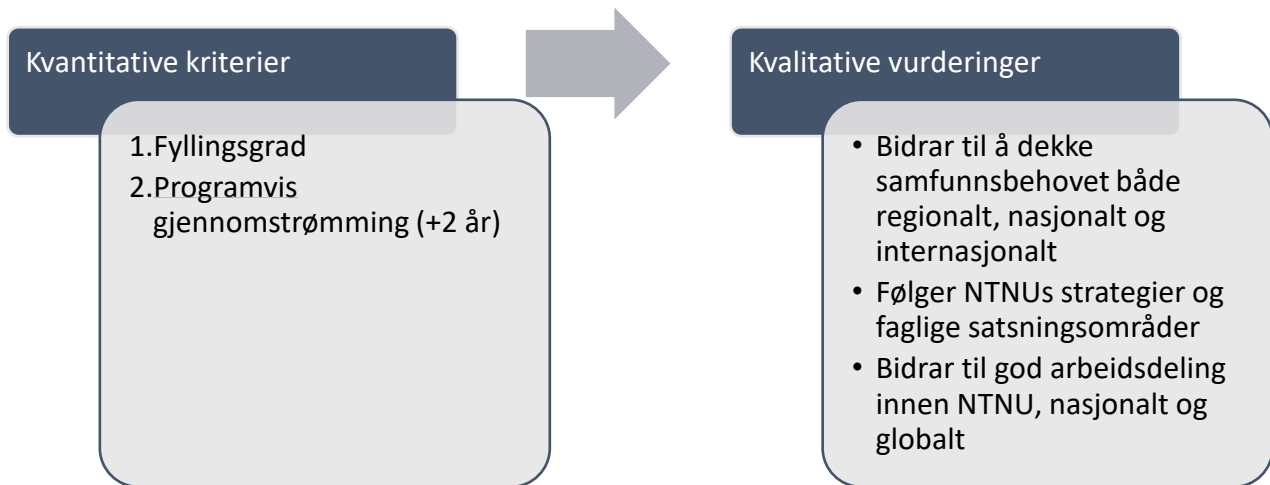 Kvantitative kriterier
1.Fyllingsgrad
2.Programvis
gjennomstrømming (+2 år)
Kvalitative vurderinger
• Bidrar til å dekke
samfunnsbehovet både
regionalt, nasjonalt og
internasjonalt
• Følger NTNUs strategier og
faglige satsningsområder
• Bidrar til god arbeidsdeling
innen NTNU, nasjonalt og
globalt